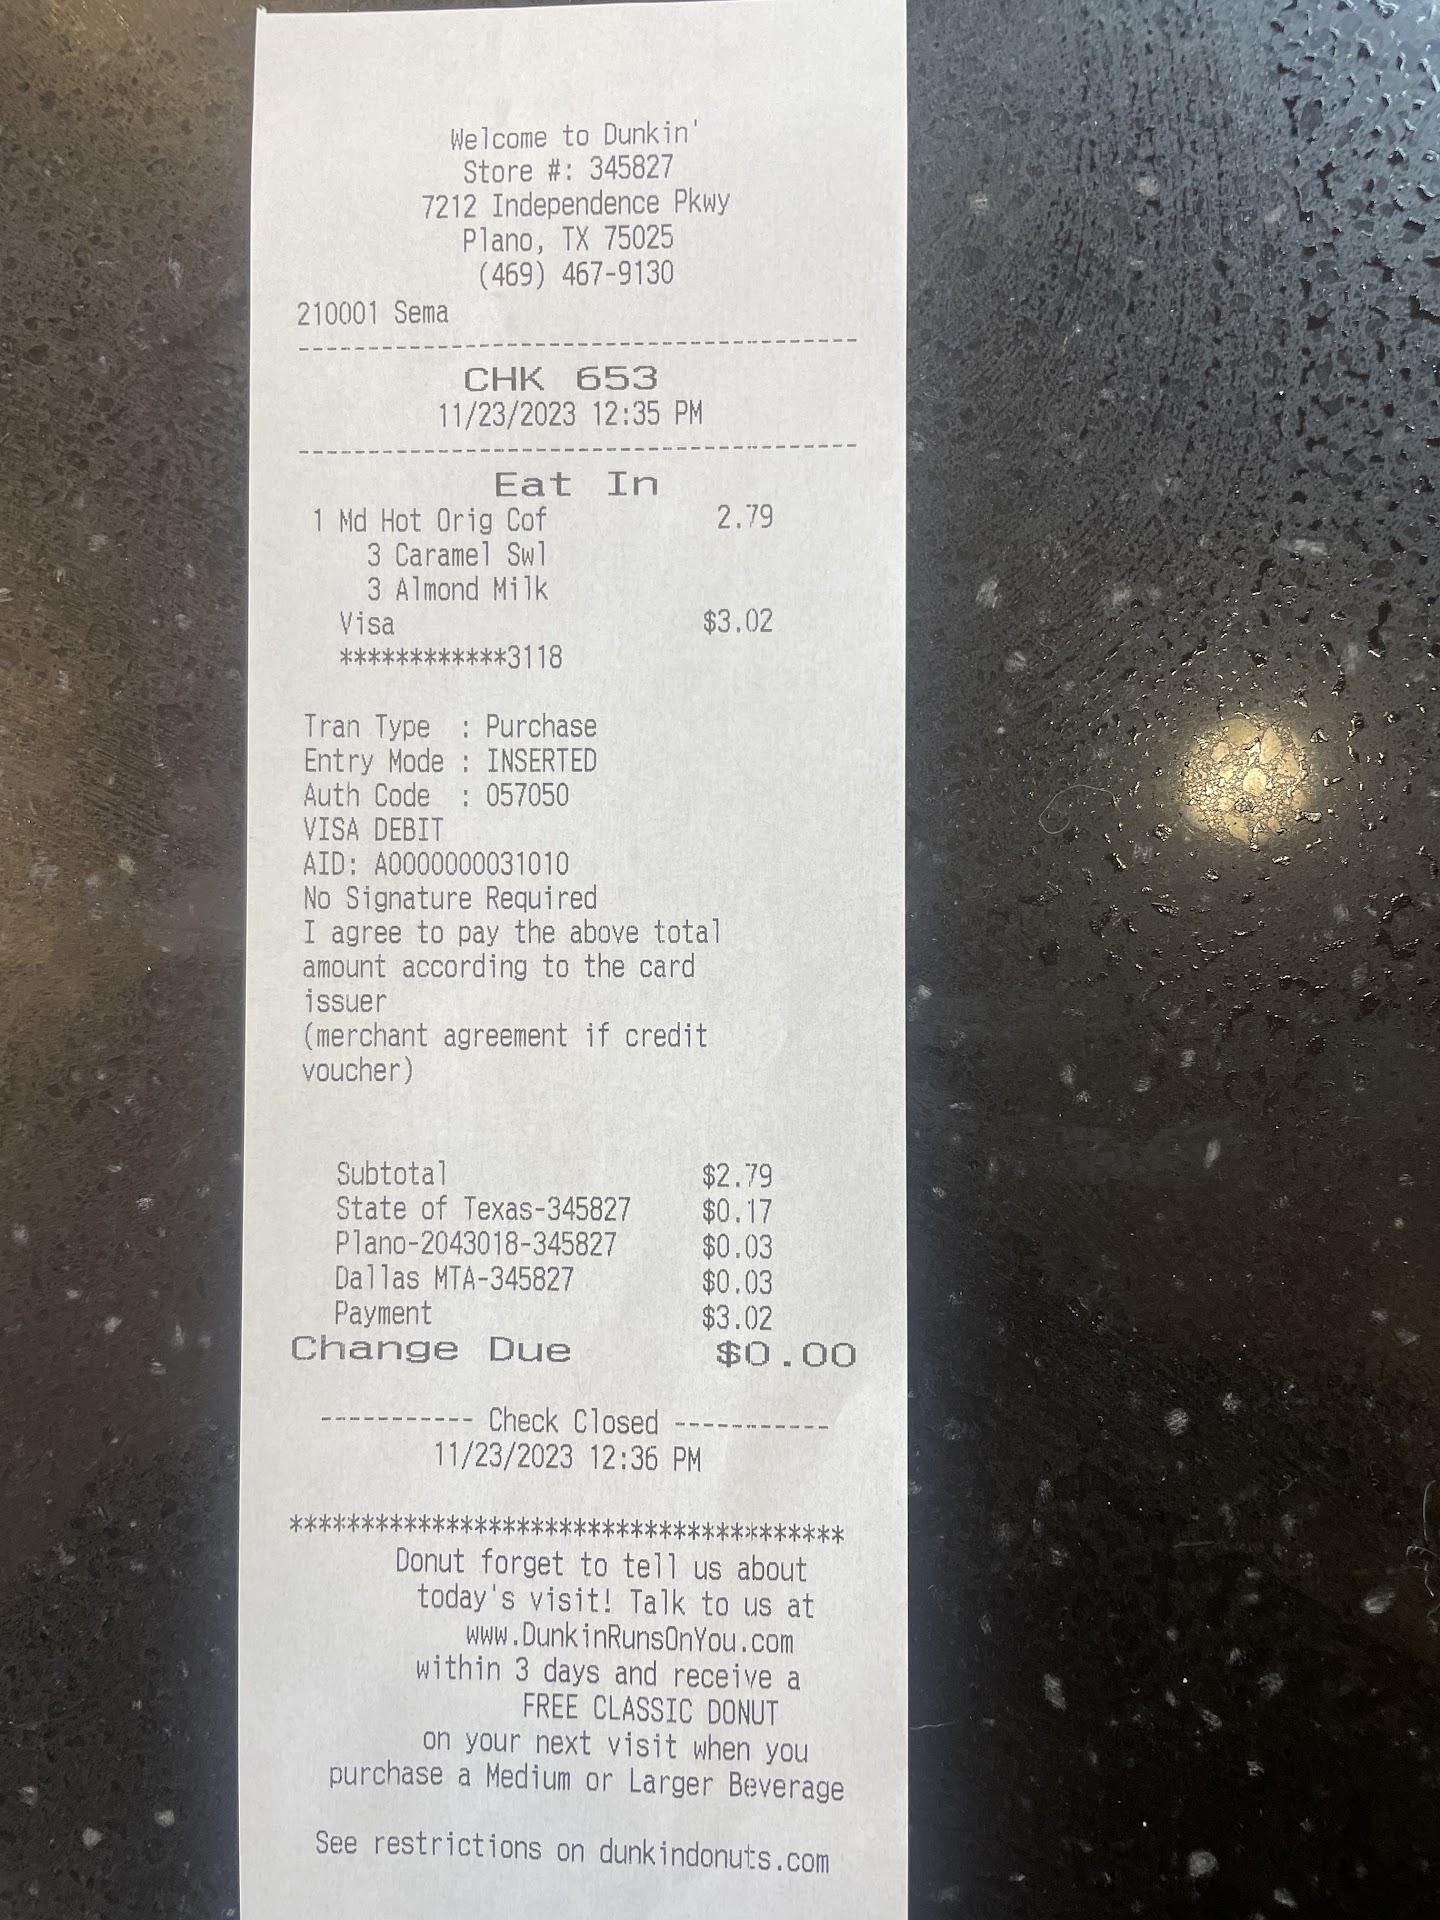 Welcome to Dunkin'
Store #: 345827
7212 Independence Pkwy
Plano, TX 75025
(469) 467-9130
210001 Sema
----------------------------------------
CHK 653
11/23/2023 12:35 PM
----------------------------------------
Eat In
1 Md Hot Orig Cof 2.79
3 Caramel Swl
3 Almond Milk
Visa $3.02
************3118
Tran Type : Purchase
Entry Mode : INSERTED
Auth Code : 057050
VISA DEBIT
AID: A0000000031010
No Signature Required
I agree to pay the above total
amount according to the card
issuer
(merchant agreement if credit
voucher)
Subtotal $2.79
State of Texas-345827 $0.17
Plano-2043018-345827 $0.03
Dallas MTA-345827 $0.03
Payment $3.02
Change Due $0.00
----------- Check Closed -----------
11/23/2023 12:36 PM
****************************************
Donut forget to tell us about
today's visit! Talk to us at
www.DunkinRunsOnYou.com
within 3 days and receive a
FREE CLASSIC DONUT
on your next visit when you
purchase a Medium or Larger Beverage
See restrictions on dunkindonuts.com